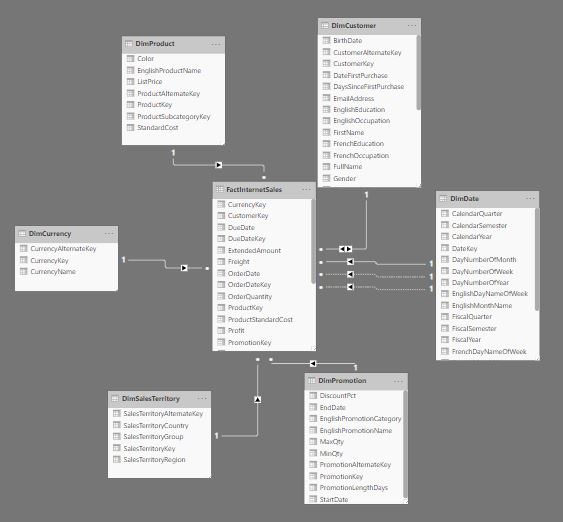 DimProduct
Color
EnglishProductName
ListPrice
ProductAlternateKey
ProductKey
ProductSubcategoryKey
StandardCost
DimCustomer
BirthDate
CustomerAlternateKey
CustomerKey
DateFirstPurchase
DaysSinceFirstPurchase
EmailAddress
EnglishEducation
EnglishOccupation
FirstName
FrenchEducation
FrenchOccupation
FullName
Gender
1
1
FactInternetSales
CurrencyKey
CustomerKey
DueDate
DueDateKey
ExtendedAmount
Freight
OrderDate
OrderDateKey
OrderQuantity
ProductKey
ProductStandardCost
Profit
PromotionKey
DimDate
CalendarQuarter
CalendarSemester
CalendarYear
DateKey
DayNumberOfMonth
DayNumberOfWeek
DayNumberOfYear
EnglishDayNameOfWeek
EnglishMonthName
FiscalQuarter
FiscalSemester
FiscalYear
FrenchDayNameOfWeek
1
1
1
DimCurrency
CurrencyAlternateKey
CurrencyKey
CurrencyName
1
DimSalesTerritory
SalesTerritoryAlternateKey
SalesTerritoryCountry
SalesTerritoryGroup
SalesTerritoryKey
SalesTerritoryRegion
1
1
DimPromotion
DiscountPct
EndDate
EnglishPromotionCategory
EnglishPromotionName
MaxQty
MinQty
PromotionAlternateKey
PromotionKey
PromotionLengthDays
StartDate